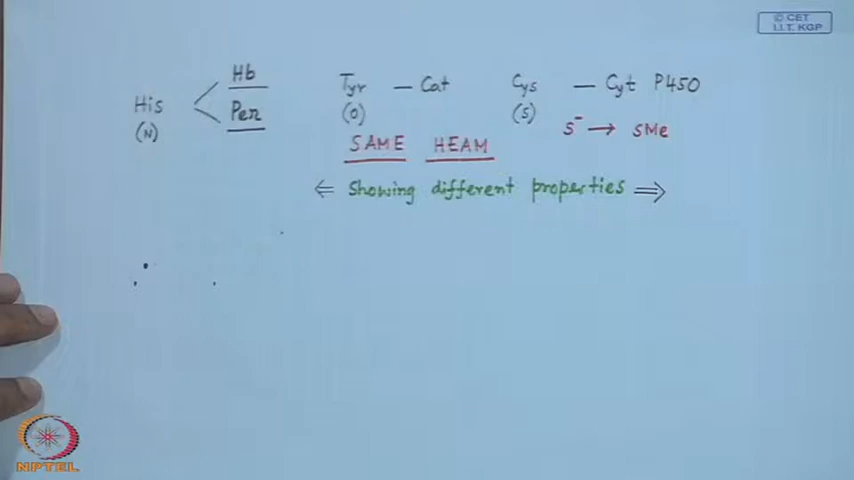 © CET
I.I.T. KGP
Hb
His
Per
(N)
Tyr — Cat
(O)
Cys — Cyt P450
(S)
S⁻ → SMe
SAME HEAM
⇐ Showing different properties ⇒
NPTEL